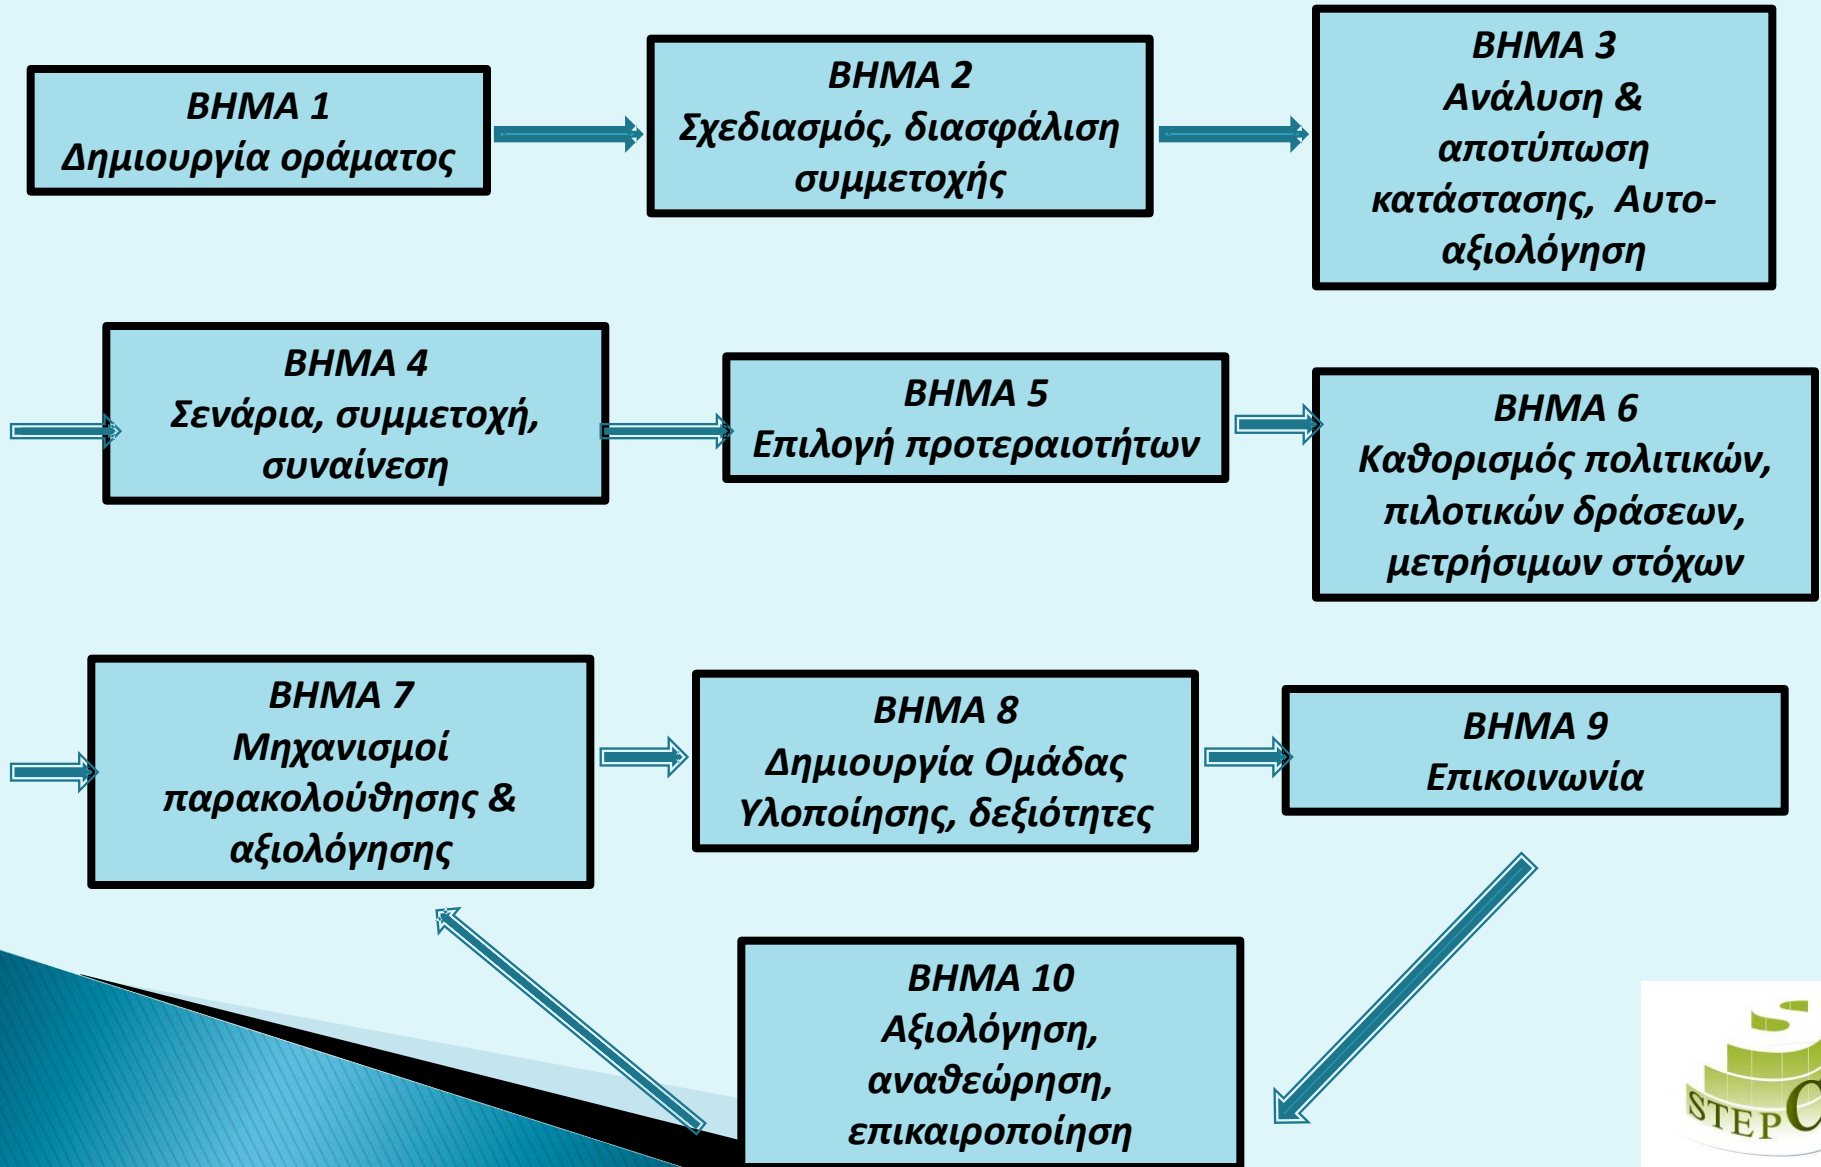 ΒΗΜΑ 1
Δημιουργία οράματος
ΒΗΜΑ 2
Σχεδιασμός, διασφάλιση
συμμετοχής
ΒΗΜΑ 3
Ανάλυση &
αποτύπωση
κατάστασης, Αυτο-
αξιολόγηση
ΒΗΜΑ 4
Σενάρια, συμμετοχή,
συναίνεση
ΒΗΜΑ 5
Επιλογή προτεραιοτήτων
ΒΗΜΑ 6
Καθορισμός πολιτικών,
πιλοτικών δράσεων,
μετρήσιμων στόχων
ΒΗΜΑ 7
Μηχανισμοί
παρακολούθησης &
αξιολόγησης
ΒΗΜΑ 8
Δημιουργία Ομάδας
Υλοποίησης, δεξιότητες
ΒΗΜΑ 9
Επικοινωνία
ΒΗΜΑ 10
Αξιολόγηση,
αναθεώρηση,
επικαιροποίηση
STEPC